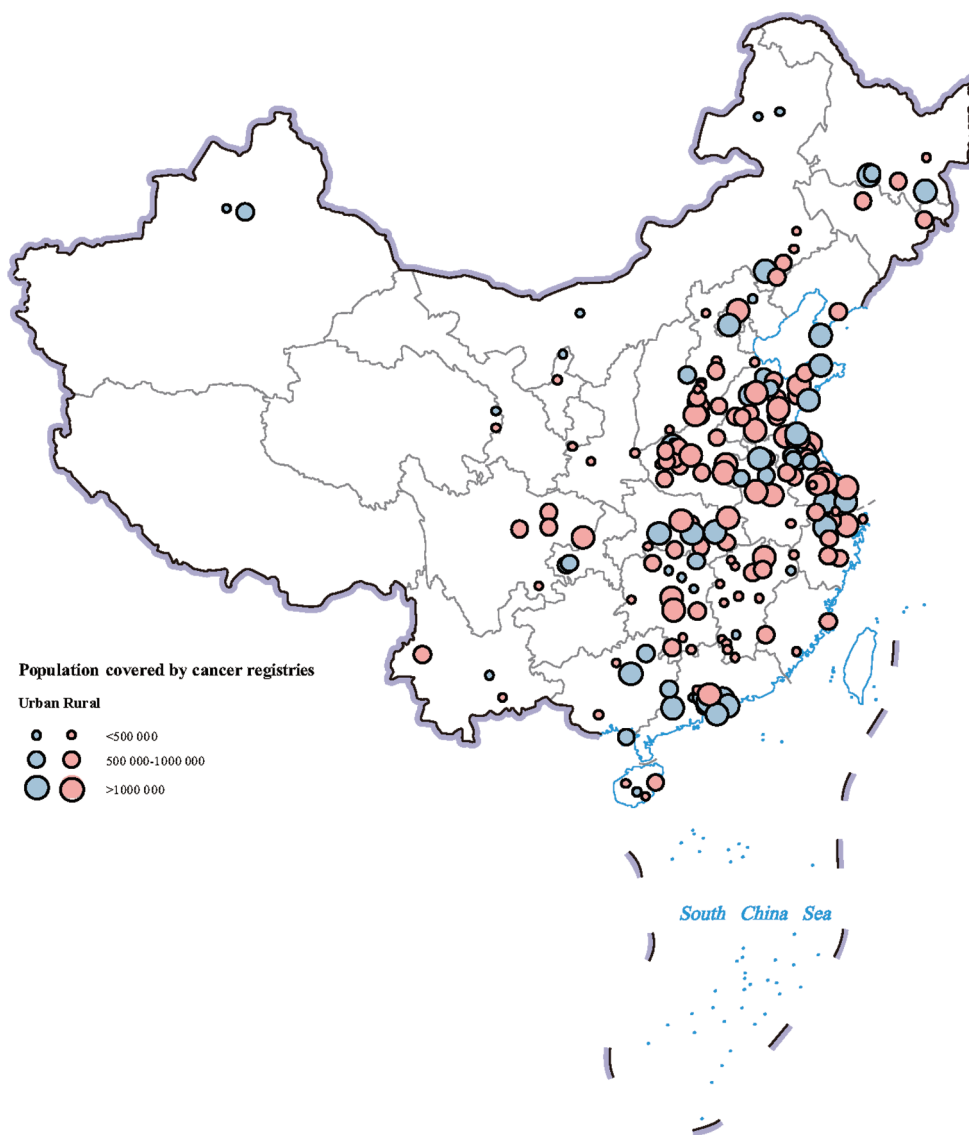 Population covered by cancer registries
Urban Rural
<500 000
500 000-1000 000
>1000 000
South China Sea